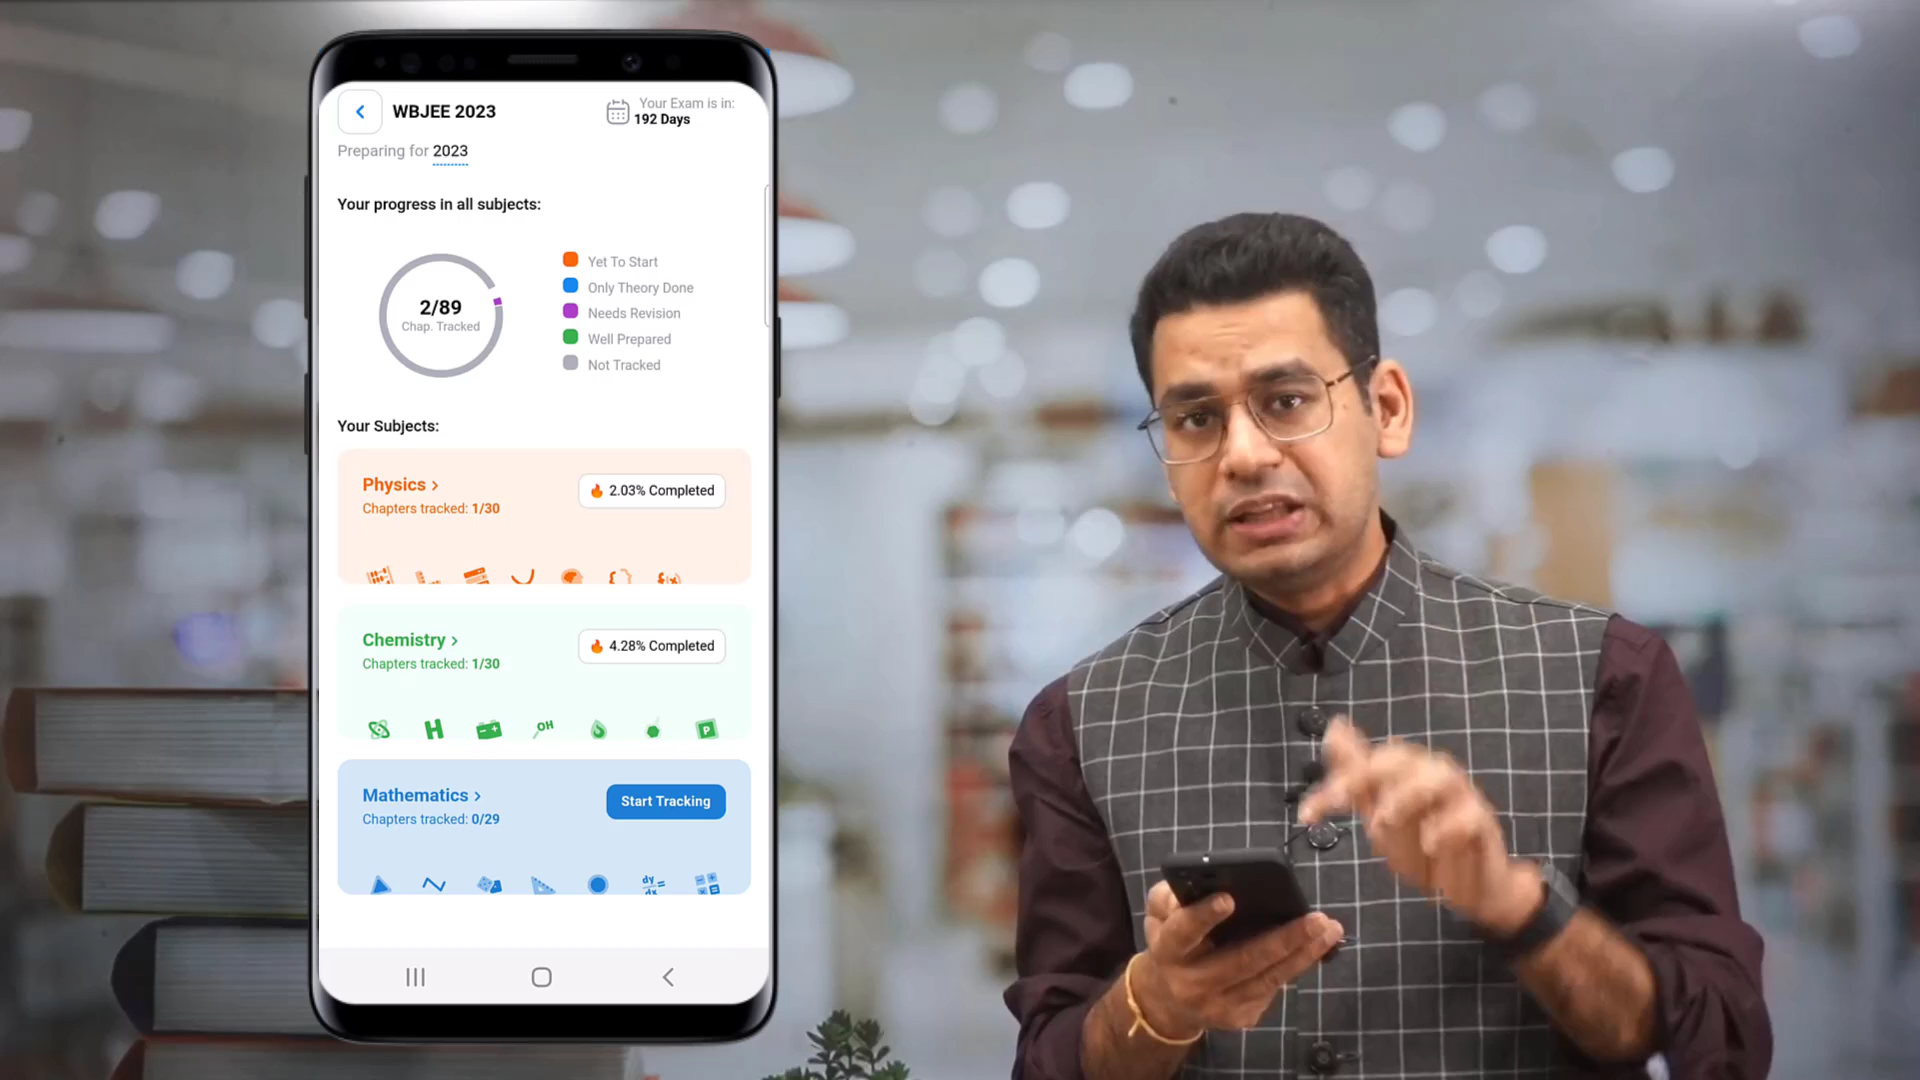 WBJEE 2023
Your Exam is in:
192 Days
Preparing for 2023
Your progress in all subjects:
2/89
Chap. Tracked
Yet To Start
Only Theory Done
Needs Revision
Well Prepared
Not Tracked
Your Subjects:
Physics >
2.03% Completed
Chapters tracked: 1/30
Chemistry >
4.28% Completed
Chapters tracked: 1/30
OH
P
Mathematics >
Start Tracking
Chapters tracked: 0/29
dy
dx
=